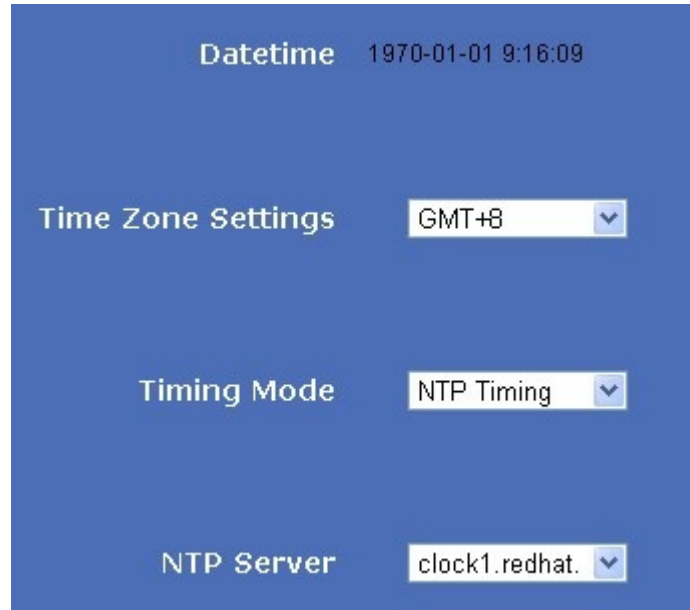 Datetime 1970-01-01 9:16:09
Time Zone Settings GMT+8
Timing Mode NTP Timing
NTP Server clock1.redhat.